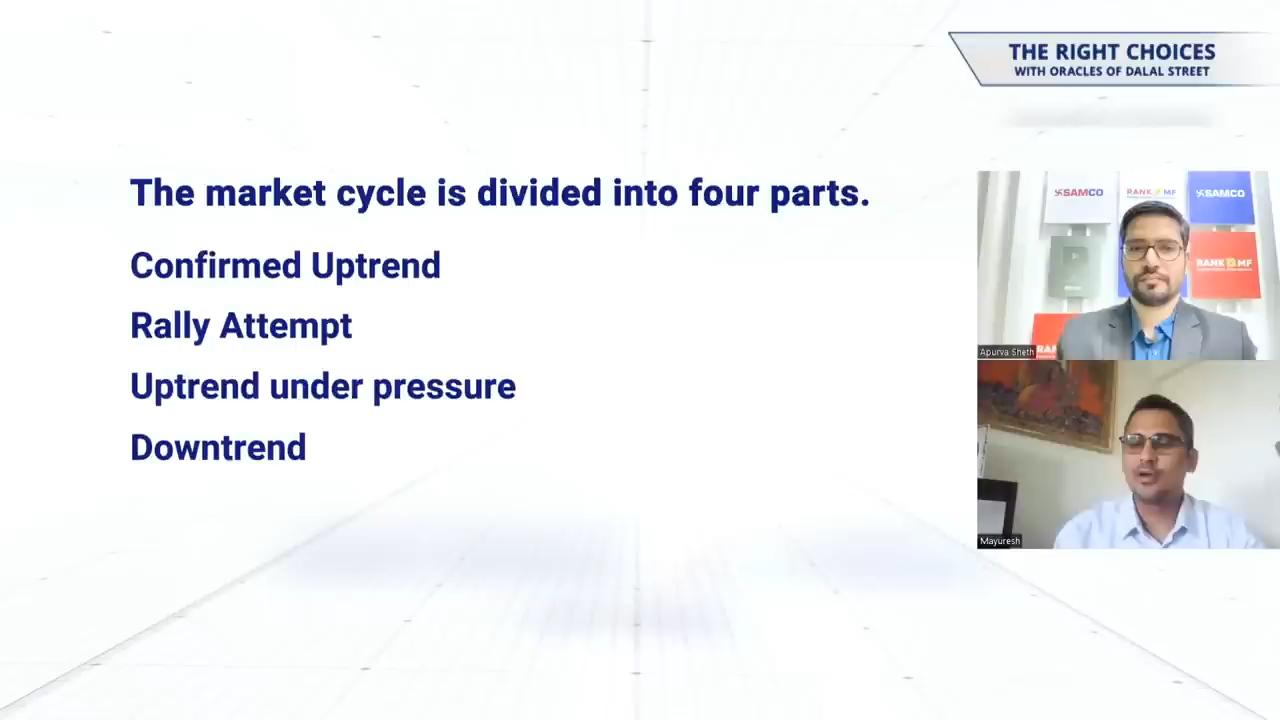 THE RIGHT CHOICES
WITH ORACLES OF DALAL STREET
The market cycle is divided into four parts.
Confirmed Uptrend
Rally Attempt
Uptrend under pressure
Downtrend
SAMCO
RANK MF
SAMCO
RANK MF
RAN
Apurva Sheth
Mayuresh